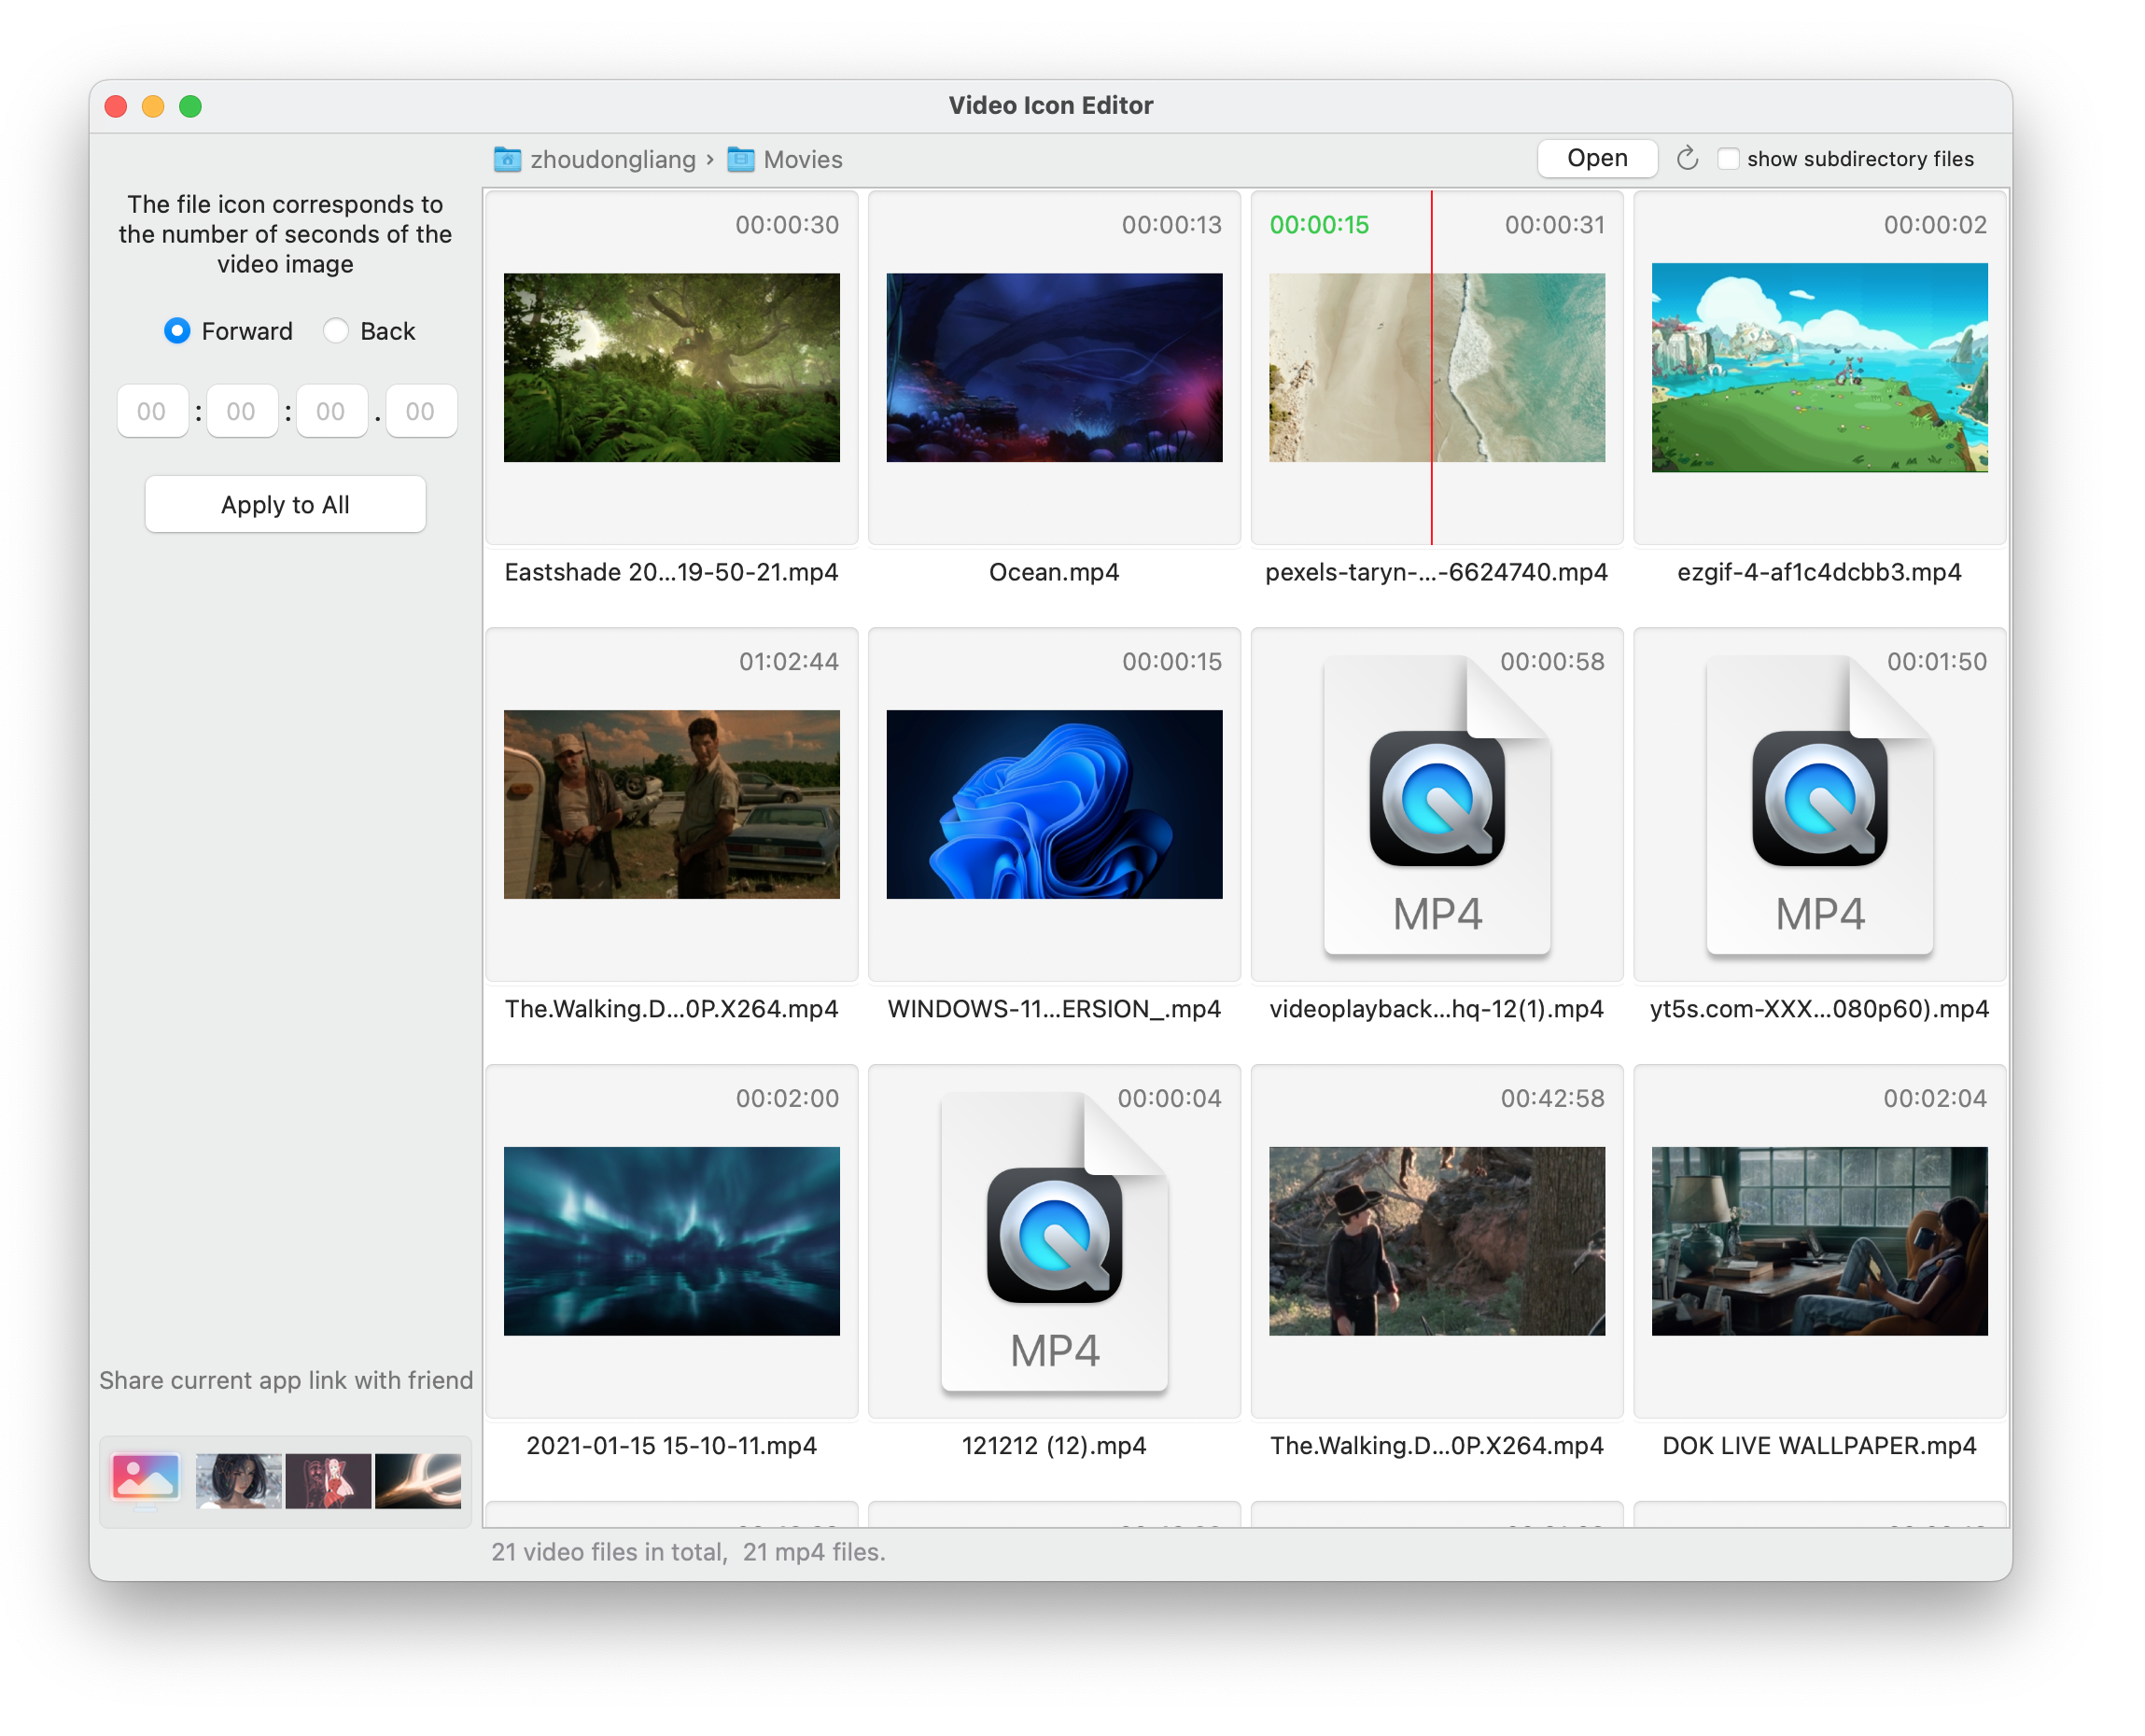 Video Icon Editor
zhoudongliang › Movies
Open
show subdirectory files
The file icon corresponds to
the number of seconds of the
video image
Forward
Back
00 : 00 : 00 . 00
Apply to All
00:00:30
00:00:13
00:00:15
00:00:31
00:00:02
Eastshade 20...19-50-21.mp4
Ocean.mp4
pexels-taryn-...-6624740.mp4
ezgif-4-af1c4dcbb3.mp4
01:02:44
00:00:15
00:00:58
00:01:50
MP4
MP4
The.Walking.D...0P.X264.mp4
WINDOWS-11...ERSION_.mp4
videoplayback...hq-12(1).mp4
yt5s.com-XXX...080p60).mp4
00:02:00
00:00:04
00:42:58
00:02:04
MP4
2021-01-15 15-10-11.mp4
121212 (12).mp4
The.Walking.D...0P.X264.mp4
DOK LIVE WALLPAPER.mp4
Share current app link with friend
21 video files in total,  21 mp4 files.